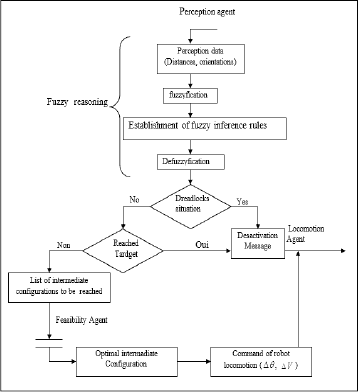 Perception agent
Perception data
(Distances, orientations)
fuzzyfication
Fuzzy reasoning
Establishment of fuzzy inference rules
Defuzzyfication
Dreadlocks
situation
No
Yes
Reached
Tardget
Non
Oui
Desactivation
Message
Locomotion
Agent
List of intermediate
configurations to be reached
Feasibility Agent
Optimal intermediate
Configuration
Command of robot
locomotion (Δθ, ΔV)